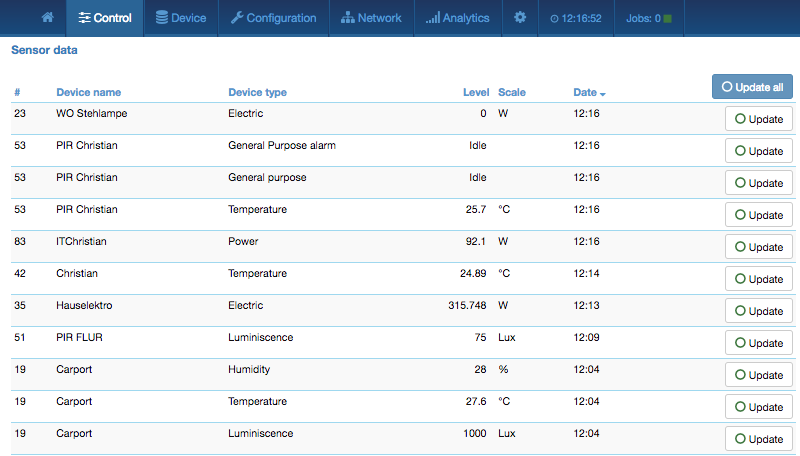 Control Device Configuration Network Analytics 12:16:52 Jobs: 0
Sensor data
# Device name Device type Level Scale Date Update all
23 WO Stehlampe Electric 0 W 12:16 Update
53 PIR Christian General Purpose alarm Idle 12:16 Update
53 PIR Christian General purpose Idle 12:16 Update
53 PIR Christian Temperature 25.7 °C 12:16 Update
83 ITChristian Power 92.1 W 12:16 Update
42 Christian Temperature 24.89 °C 12:14 Update
35 Hauselektro Electric 315.748 W 12:13 Update
51 PIR FLUR Luminiscence 75 Lux 12:09 Update
19 Carport Humidity 28 % 12:04 Update
19 Carport Temperature 27.6 °C 12:04 Update
19 Carport Luminiscence 1000 Lux 12:04 Update